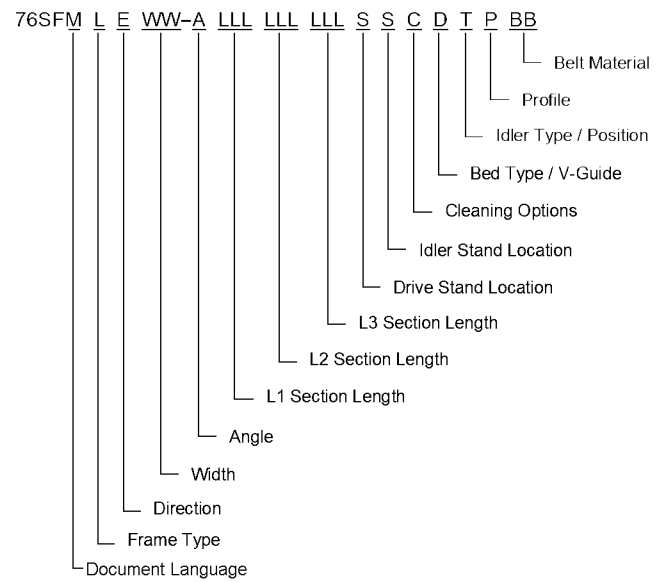 76SFM L E WW-A LLL LLL LLL S S C D T P BB
Belt Material
Profile
Idler Type / Position
Bed Type / V-Guide
Cleaning Options
Idler Stand Location
Drive Stand Location
L3 Section Length
L2 Section Length
L1 Section Length
Angle
Width
Direction
Frame Type
Document Language